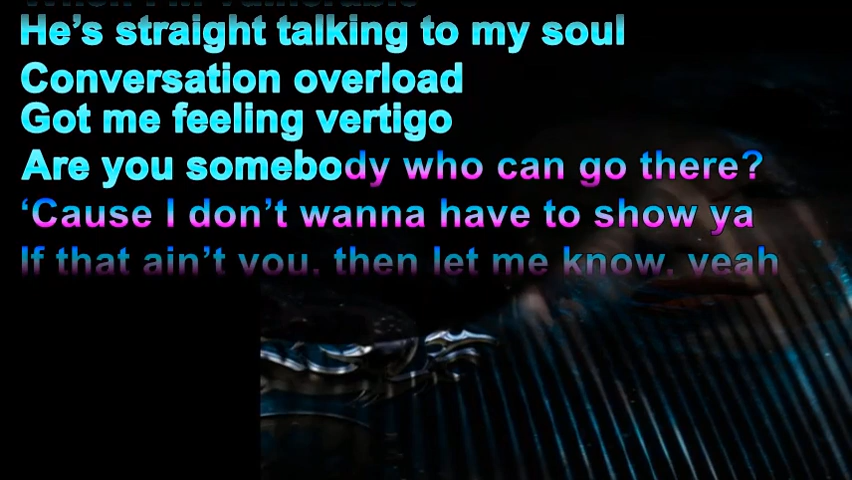 He's straight talking to my soul
Conversation overload
Got me feeling vertigo
Are you somebody who can go there?
‘Cause I don’t wanna have to show ya
If that ain’t you, then let me know, yeah